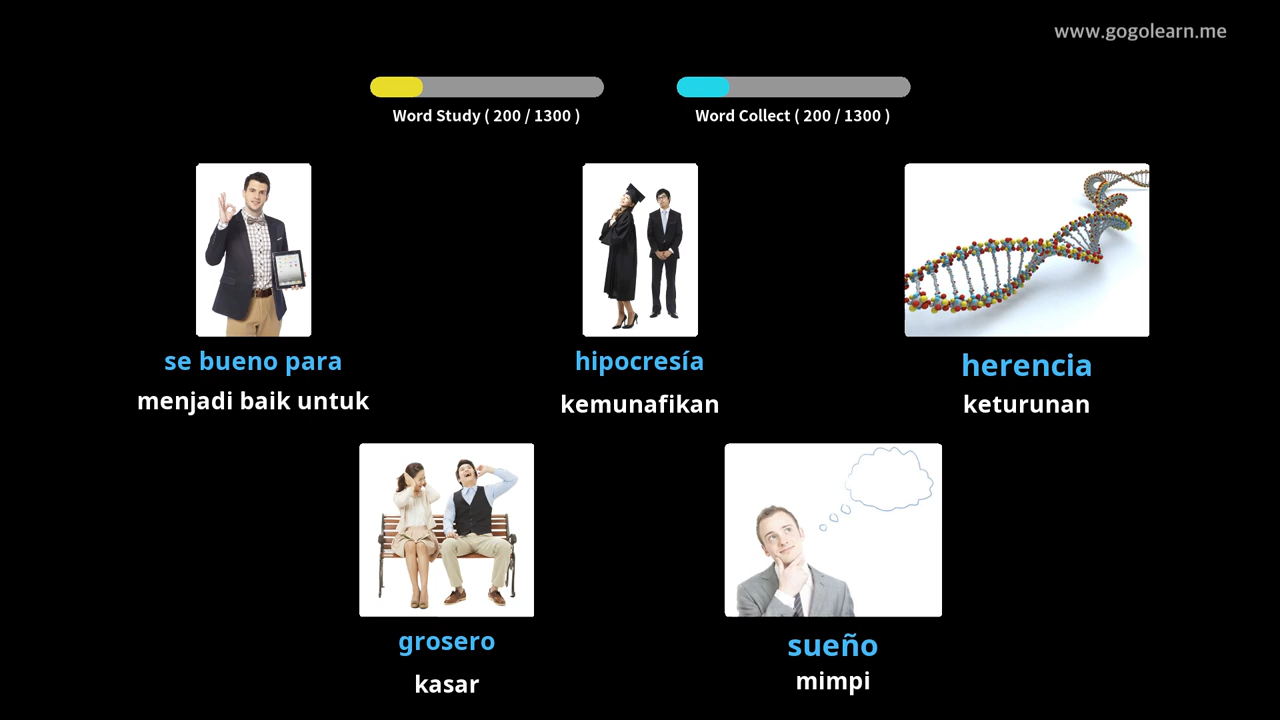 www.gogolearn.me
Word Study ( 200 / 1300 )
Word Collect ( 200 / 1300 )
se bueno para
menjadi baik untuk
hipocresía
kemunafikan
herencia
keturunan
grosero
kasar
sueño
mimpi